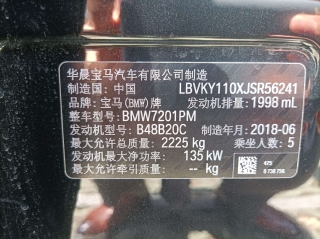 华晨宝马汽车有限公司制造
制造国: 中国 LBVKY110XJSR56241
品牌: 宝马(BMW)牌 发动机排量: 1998 mL
整车型号: BMW7201PM
发动机型号: B48B20C 制造年月: 2018-06
最大允许总质量: 2225 kg 乘坐人数: 5
最大净功率: 135 kW
最大允许牵引质量: -- kg
425
8 738 756